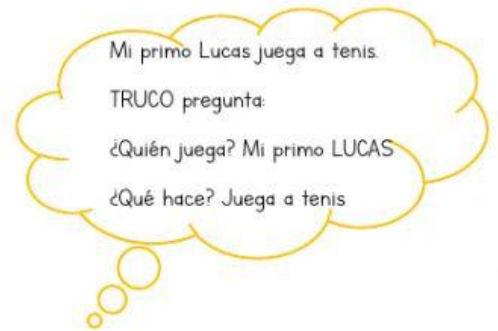 Mi primo Lucas juega a tenis.
TRUCO pregunta:
¿Quién juega? Mi primo LUCAS
¿Qué hace? Juega a tenis